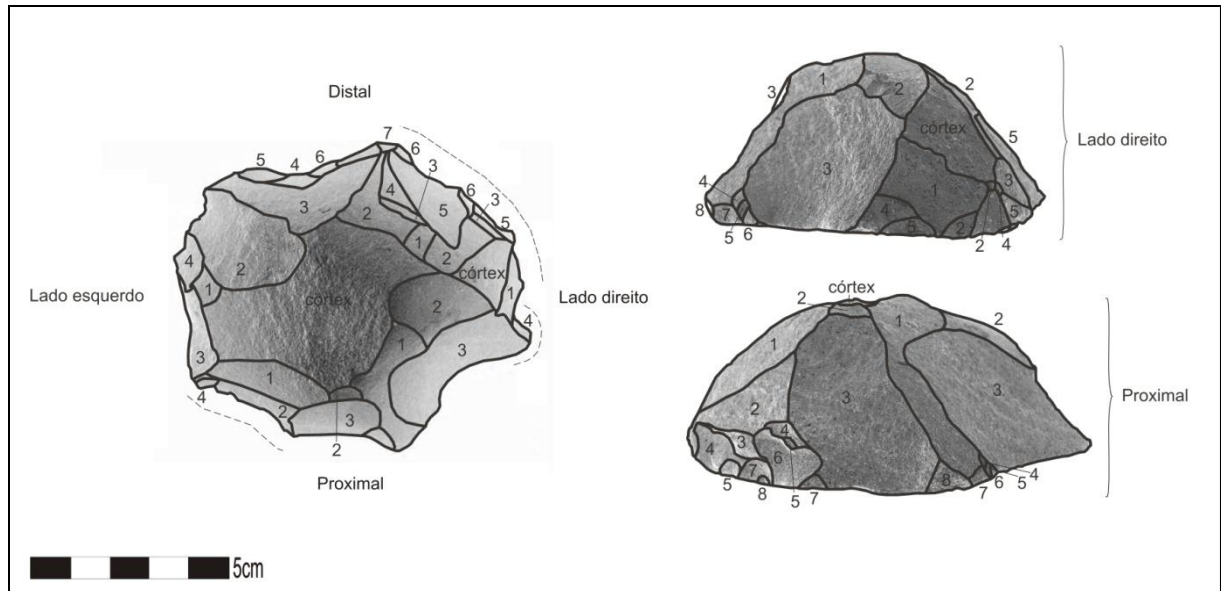 Distal
7
5 4 6 6
3
4
6
3
3 2 5 5
1 2
4 2 córtex
1 córtex 2 1
Lado esquerdo
Lado direito
4
1 3
3
1
4 2 3
2
Proximal
5cm
1 2 2
3
córtex 5
3 1 3
4 4 5
8 7 5 2
5 6 2 4
Lado direito
córtex
2 1 2
1
3 3
2
4
4 3 6 4
5 7 8 5
8 5 7 7 6
Proximal